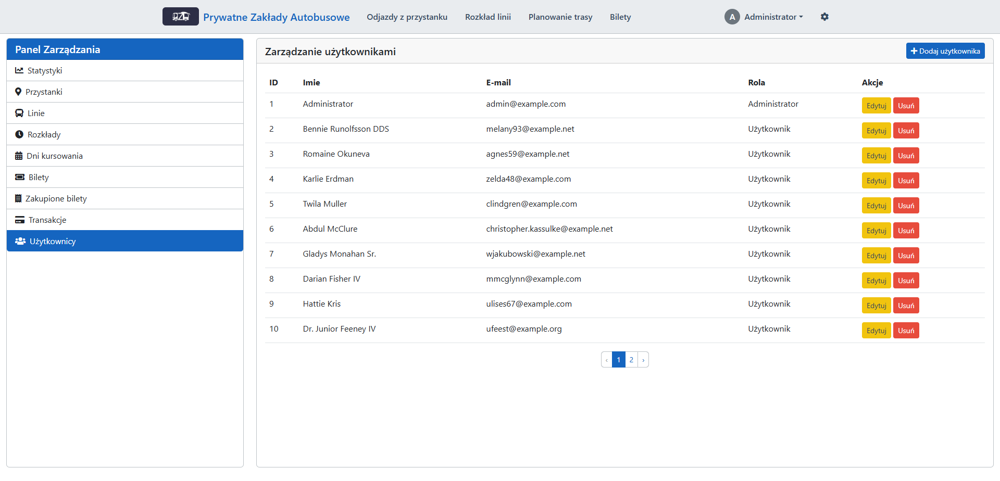 PZA Prywatne Zakłady Autobusowe Odjazdy z przystanku Rozkład linii Planowanie trasy Bilety A Administrator
Panel Zarządzania
Statystyki
Przystanki
Linie
Rozkłady
Dni kursowania
Bilety
Zakupione bilety
Transakcje
Użytkownicy
Zarządzanie użytkownikami Dodaj użytkownika
ID Imie E-mail Rola Akcje
1 Administrator admin@example.com Administrator Edytuj Usuń
2 Bennie Runolfsson DDS melany93@example.net Użytkownik Edytuj Usuń
3 Romaine Okuneva agnes59@example.net Użytkownik Edytuj Usuń
4 Karlie Erdman zelda48@example.com Użytkownik Edytuj Usuń
5 Twila Muller clindgren@example.com Użytkownik Edytuj Usuń
6 Abdul McClure christopher.kassulke@example.net Użytkownik Edytuj Usuń
7 Gladys Monahan Sr. wjakubowski@example.net Użytkownik Edytuj Usuń
8 Darian Fisher IV mmcglynn@example.com Użytkownik Edytuj Usuń
9 Hattie Kris ulises67@example.com Użytkownik Edytuj Usuń
10 Dr. Junior Feeney IV ufeest@example.org Użytkownik Edytuj Usuń
‹ 1 2 ›